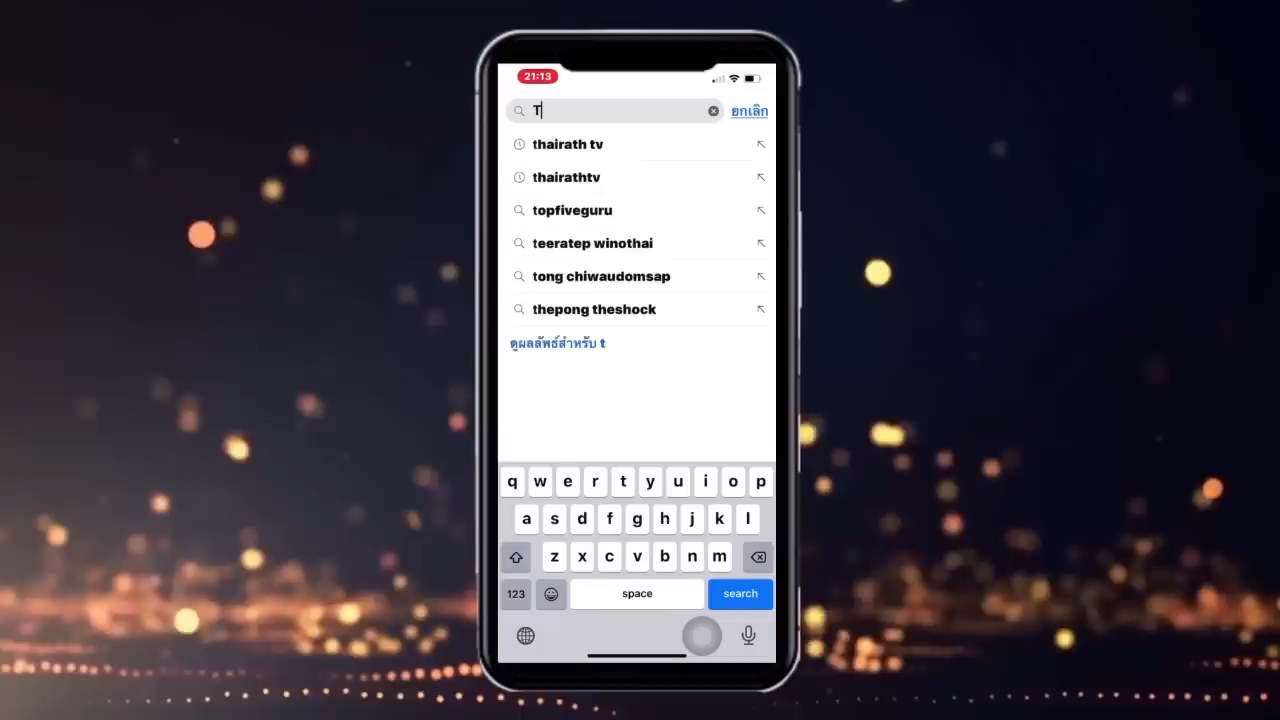 21:13
T
ยกเลิก
thairath tv
thairathtv
topfiveguru
teeratep winothai
tong chiwaudomsap
thepong theshock
ดูผลลัพธ์สำหรับ t
q w e r t y u i o p
a s d f g h j k l
z x c v b n m
123 space search